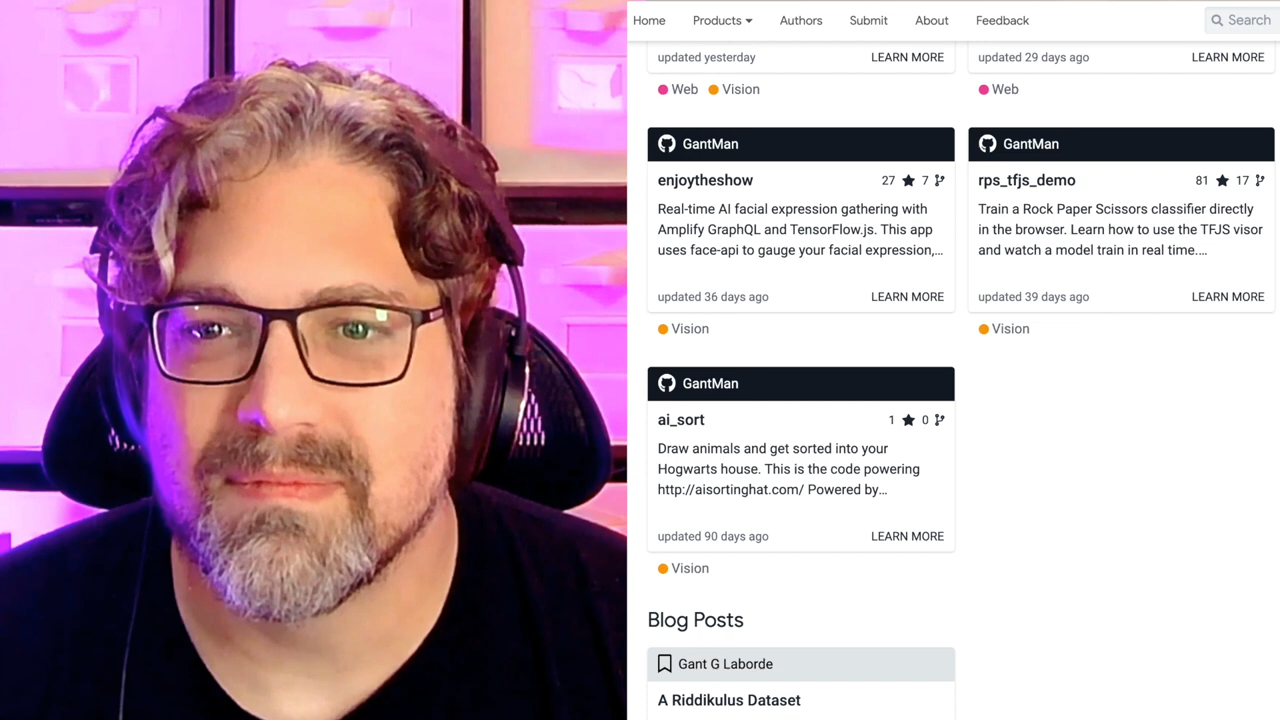 Home Products Authors Submit About Feedback Search
updated yesterday LEARN MORE
updated 29 days ago LEARN MORE
Web Vision
Web
GantMan
enjoytheshow 27 7
Real-time AI facial expression gathering with
Amplify GraphQL and TensorFlow.js. This app
uses face-api to gauge your facial expression,...
updated 36 days ago LEARN MORE
Vision
GantMan
rps_tfjs_demo 81 17
Train a Rock Paper Scissors classifier directly
in the browser. Learn how to use the TFJS visor
and watch a model train in real time....
updated 39 days ago LEARN MORE
Vision
GantMan
ai_sort 1 0
Draw animals and get sorted into your
Hogwarts house. This is the code powering
http://aisortinghat.com/ Powered by...
updated 90 days ago LEARN MORE
Vision
Blog Posts
Gant G Laborde
A Riddikulus Dataset